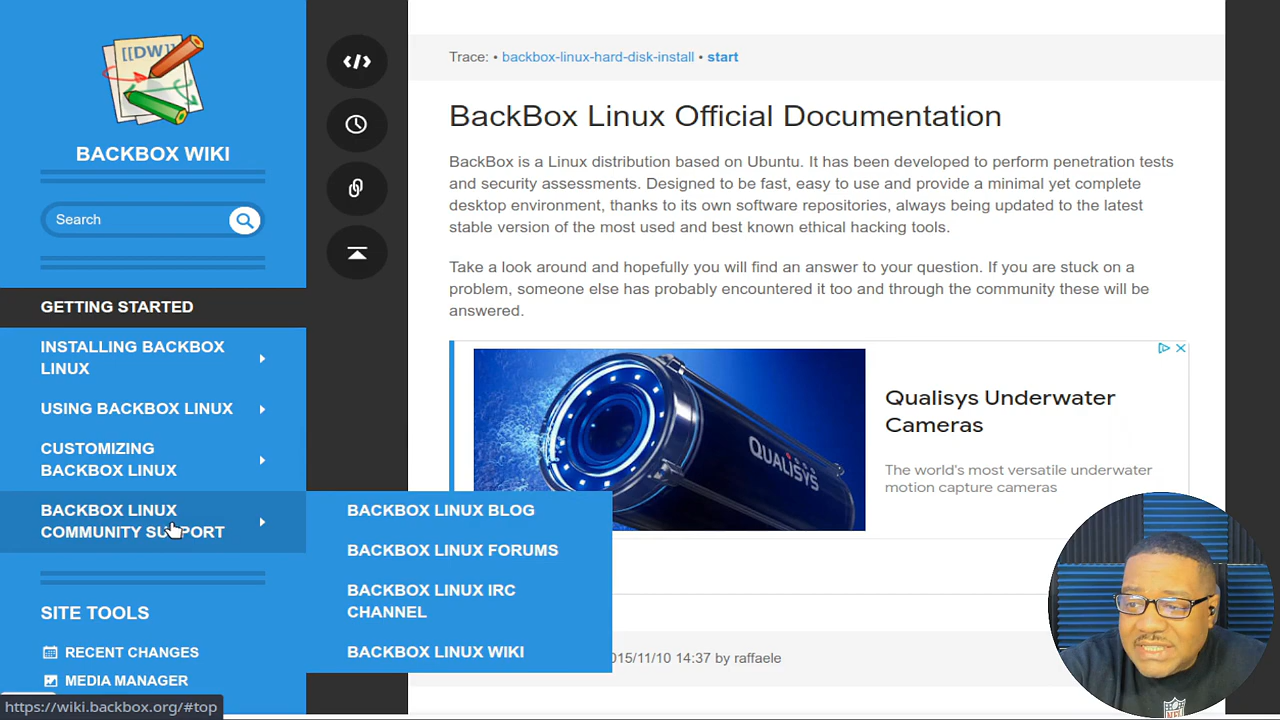 [[DW]]
BACKBOX WIKI
Search
GETTING STARTED
INSTALLING BACKBOX
LINUX
USING BACKBOX LINUX
CUSTOMIZING
BACKBOX LINUX
BACKBOX LINUX
COMMUNITY SUPPORT
SITE TOOLS
RECENT CHANGES
MEDIA MANAGER
https://wiki.backbox.org/#top
BACKBOX LINUX BLOG
BACKBOX LINUX FORUMS
BACKBOX LINUX IRC
CHANNEL
BACKBOX LINUX WIKI
Trace: • backbox-linux-hard-disk-install • start
BackBox Linux Official Documentation
BackBox is a Linux distribution based on Ubuntu. It has been developed to perform penetration tests
and security assessments. Designed to be fast, easy to use and provide a minimal yet complete
desktop environment, thanks to its own software repositories, always being updated to the latest
stable version of the most used and best known ethical hacking tools.
Take a look around and hopefully you will find an answer to your question. If you are stuck on a
problem, someone else has probably encountered it too and through the community these will be
answered.
QUALISYS
Qualisys Underwater
Cameras
The world's most versatile underwater
motion capture cameras
015/11/10 14:37 by raffaele
NFL